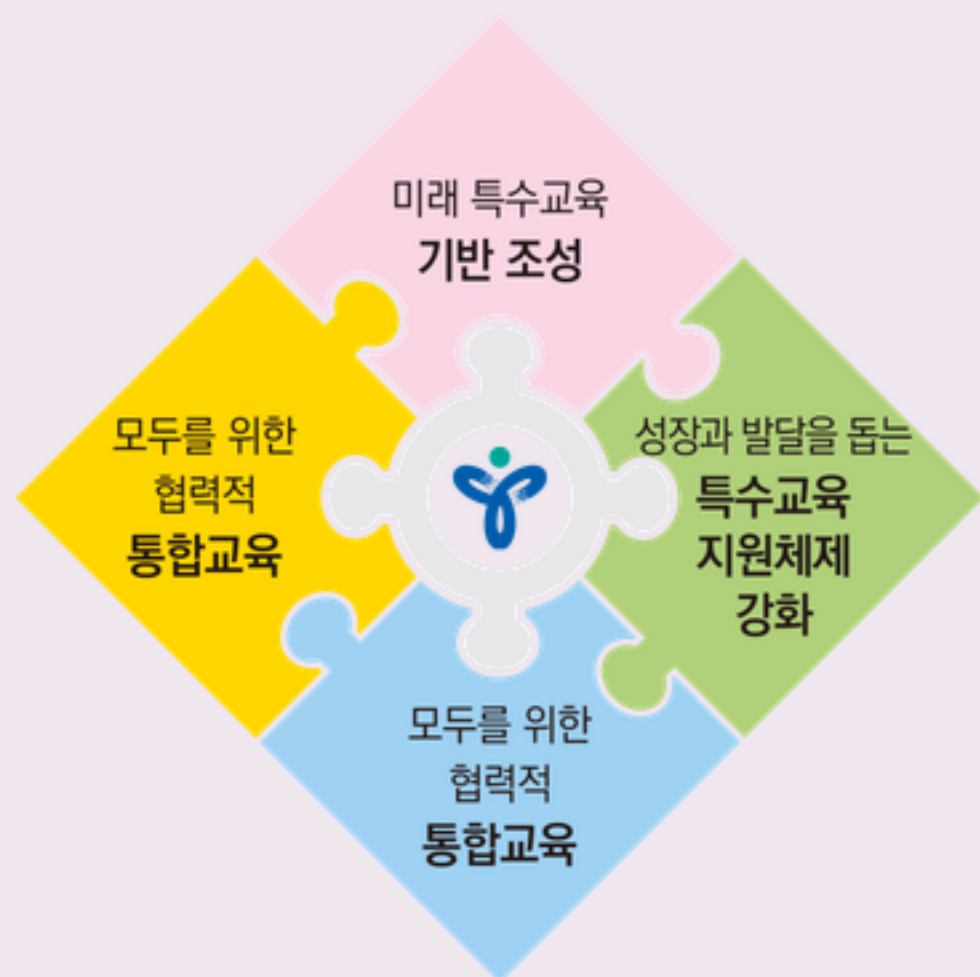 미래 특수교육
기반 조성
모두를 위한
협력적
통합교육
성장과 발달을 돕는
특수교육
지원체제
강화
모두를 위한
협력적
통합교육